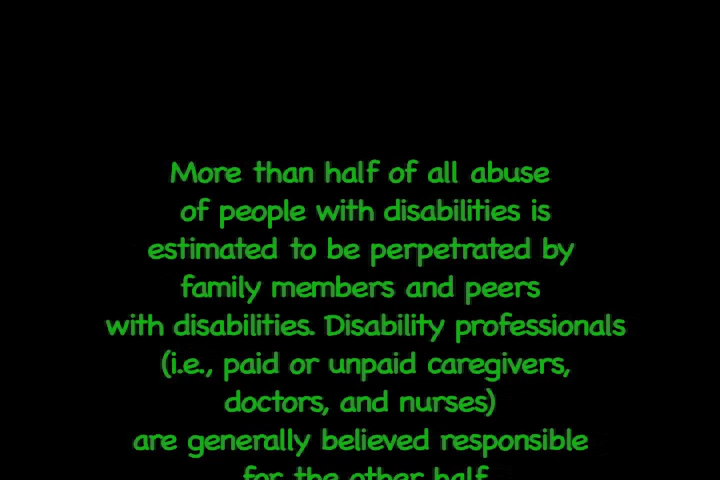 More than half of all abuse
of people with disabilities is
estimated to be perpetrated by
family members and peers
with disabilities. Disability professionals
(i.e., paid or unpaid caregivers,
doctors, and nurses)
are generally believed responsible
for the other half